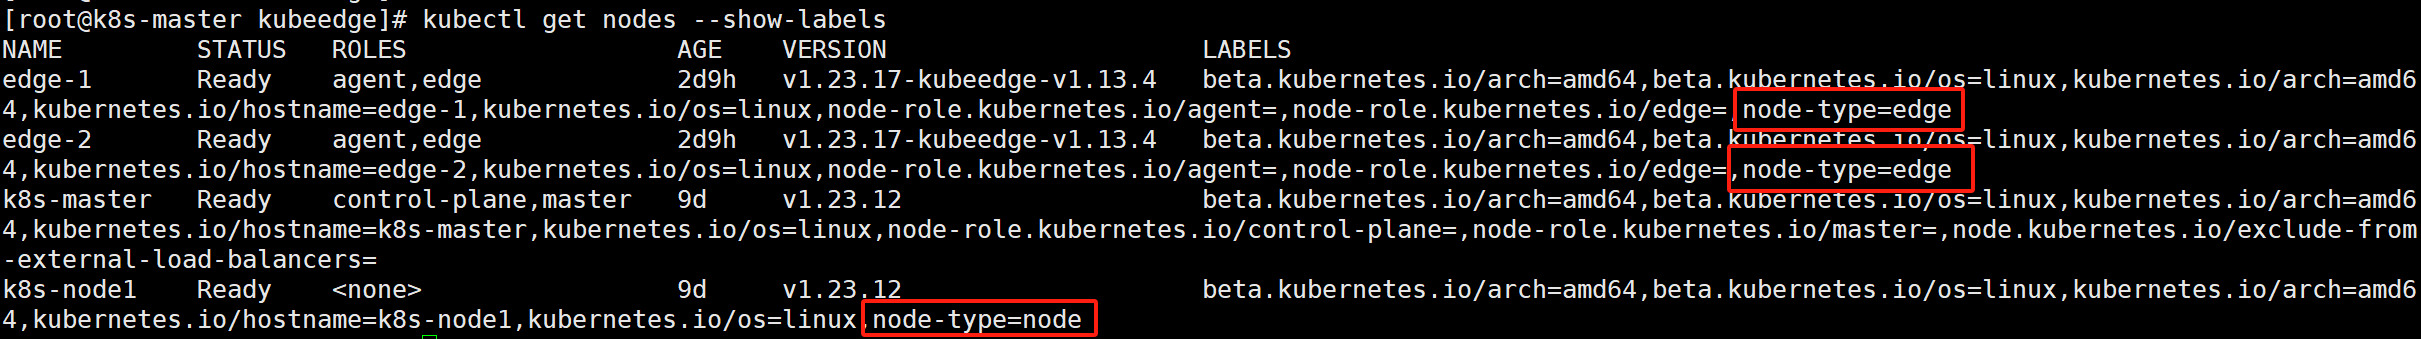 [root@k8s-master kubeedge]# kubectl get nodes --show-labels
NAME         STATUS   ROLES                  AGE    VERSION                     LABELS
edge-1       Ready    agent,edge             2d9h   v1.23.17-kubeedge-v1.13.4   beta.kubernetes.io/arch=amd64,beta.kubernetes.io/os=linux,kubernetes.io/arch=amd6
4,kubernetes.io/hostname=edge-1,kubernetes.io/os=linux,node-role.kubernetes.io/agent=,node-role.kubernetes.io/edge=,node-type=edge
edge-2       Ready    agent,edge             2d9h   v1.23.17-kubeedge-v1.13.4   beta.kubernetes.io/arch=amd64,beta.kubernetes.io/os=linux,kubernetes.io/arch=amd6
4,kubernetes.io/hostname=edge-2,kubernetes.io/os=linux,node-role.kubernetes.io/agent=,node-role.kubernetes.io/edge=,node-type=edge
k8s-master   Ready    control-plane,master   9d     v1.23.12                    beta.kubernetes.io/arch=amd64,beta.kubernetes.io/os=linux,kubernetes.io/arch=amd6
4,kubernetes.io/hostname=k8s-master,kubernetes.io/os=linux,node-role.kubernetes.io/control-plane=,node-role.kubernetes.io/master=,node.kubernetes.io/exclude-from
-external-load-balancers=
k8s-node1    Ready    <none>                 9d     v1.23.12                    beta.kubernetes.io/arch=amd64,beta.kubernetes.io/os=linux,kubernetes.io/arch=amd6
4,kubernetes.io/hostname=k8s-node1,kubernetes.io/os=linux,node-type=node